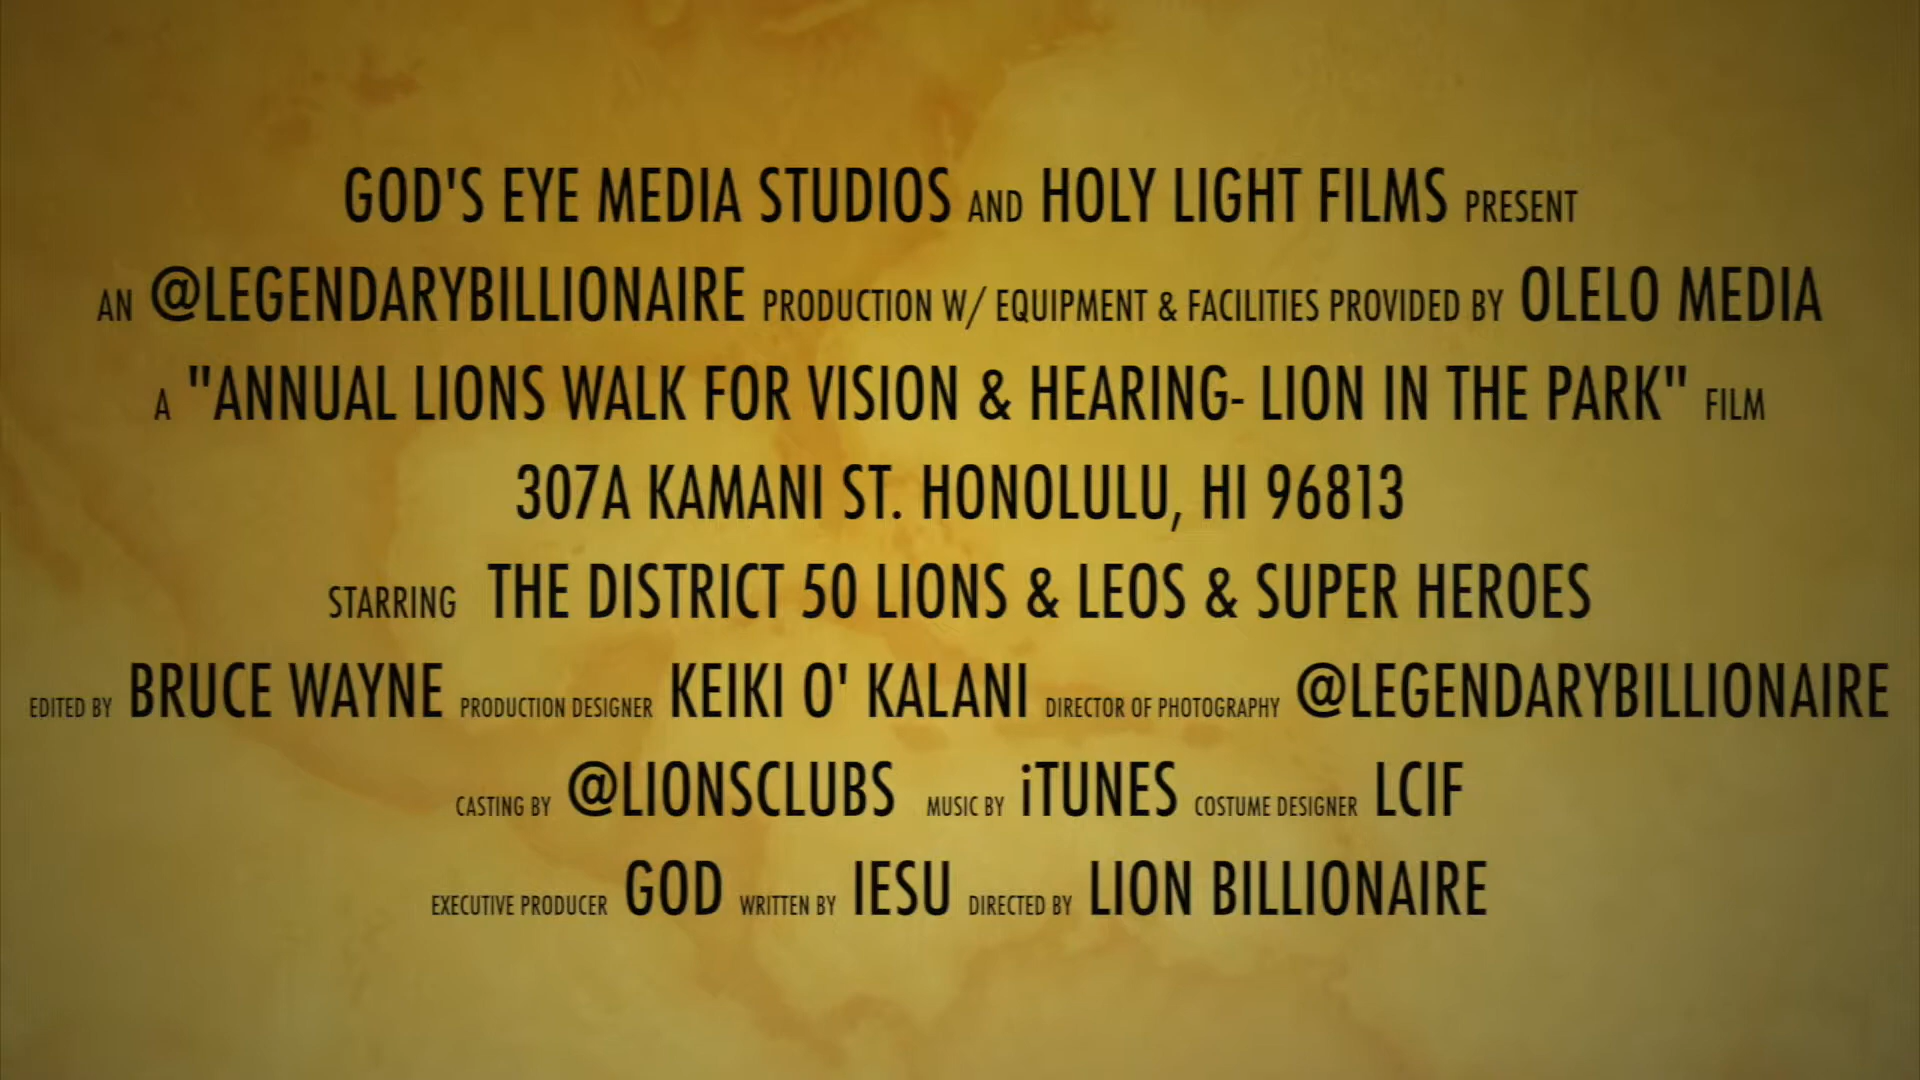 GOD'S EYE MEDIA STUDIOS AND HOLY LIGHT FILMS PRESENT
AN @LEGENDARYBILLIONAIRE PRODUCTION W/ EQUIPMENT & FACILITIES PROVIDED BY OLELO MEDIA
A "ANNUAL LIONS WALK FOR VISION & HEARING- LION IN THE PARK" FILM
307A KAMANI ST. HONOLULU, HI 96813
STARRING THE DISTRICT 50 LIONS & LEOS & SUPER HEROES
EDITED BY BRUCE WAYNE PRODUCTION DESIGNER KEIKI O' KALANI DIRECTOR OF PHOTOGRAPHY @LEGENDARYBILLIONAIRE
CASTING BY @LIONSCLUBS MUSIC BY iTUNES COSTUME DESIGNER LCIF
EXECUTIVE PRODUCER GOD WRITTEN BY IESU DIRECTED BY LION BILLIONAIRE